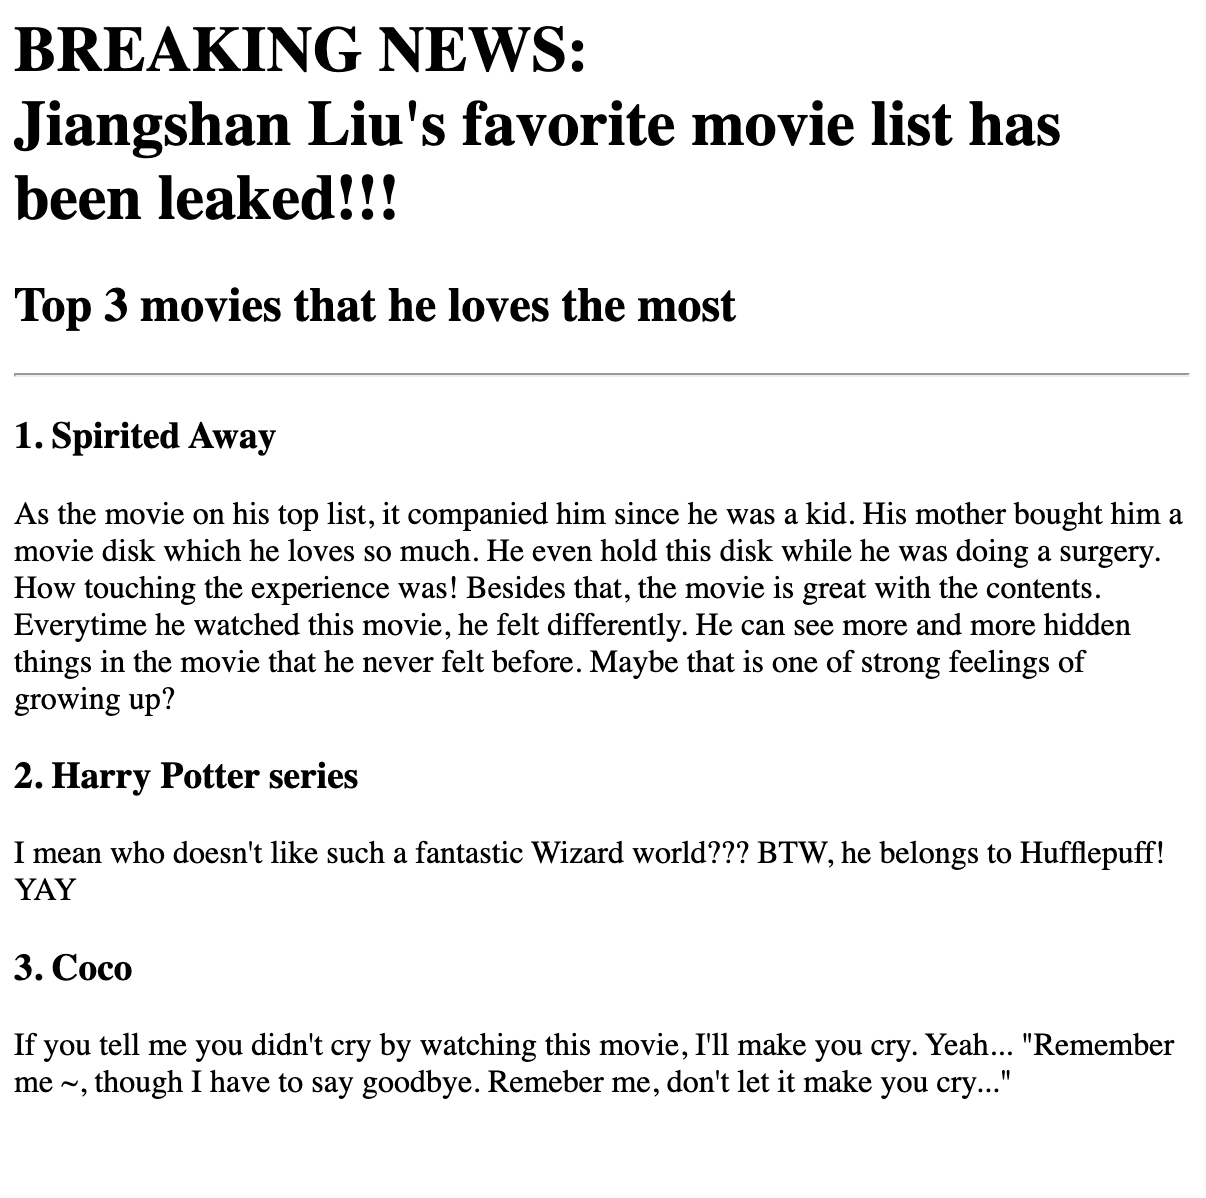 BREAKING NEWS:
Jiangshan Liu's favorite movie list has
been leaked!!!
Top 3 movies that he loves the most
1. Spirited Away
As the movie on his top list, it companied him since he was a kid. His mother bought him a
movie disk which he loves so much. He even hold this disk while he was doing a surgery.
How touching the experience was! Besides that, the movie is great with the contents.
Everytime he watched this movie, he felt differently. He can see more and more hidden
things in the movie that he never felt before. Maybe that is one of strong feelings of
growing up?
2. Harry Potter series
I mean who doesn't like such a fantastic Wizard world??? BTW, he belongs to Hufflepuff!
YAY
3. Coco
If you tell me you didn't cry by watching this movie, I'll make you cry. Yeah... "Remember
me ~, though I have to say goodbye. Remeber me, don't let it make you cry..."